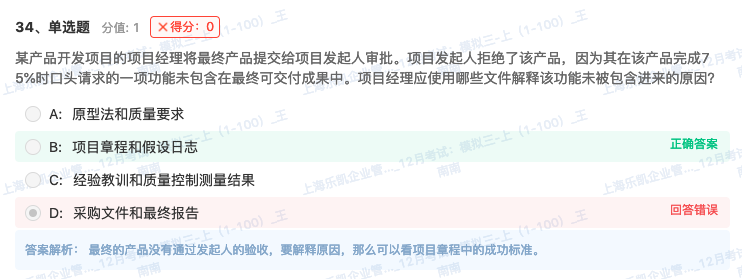 34、单选题 分值: 1 ✕得分：0
某产品开发项目的项目经理将最终产品提交给项目发起人审批。项目发起人拒绝了该产品，因为其在该产品完成7
5%时口头请求的一项功能未包含在最终可交付成果中。项目经理应使用哪些文件解释该功能未被包含进来的原因?
A: 原型法和质量要求
B: 项目章程和假设日志 正确答案
C: 经验教训和质量控制测量结果
D: 采购文件和最终报告 回答错误
答案解析： 最终的产品没有通过发起人的验收，要解释原因，那么可以看项目章程中的成功标准。
上海乐凯企业管..._12月考试：模拟三-上（1-100）_王
南南